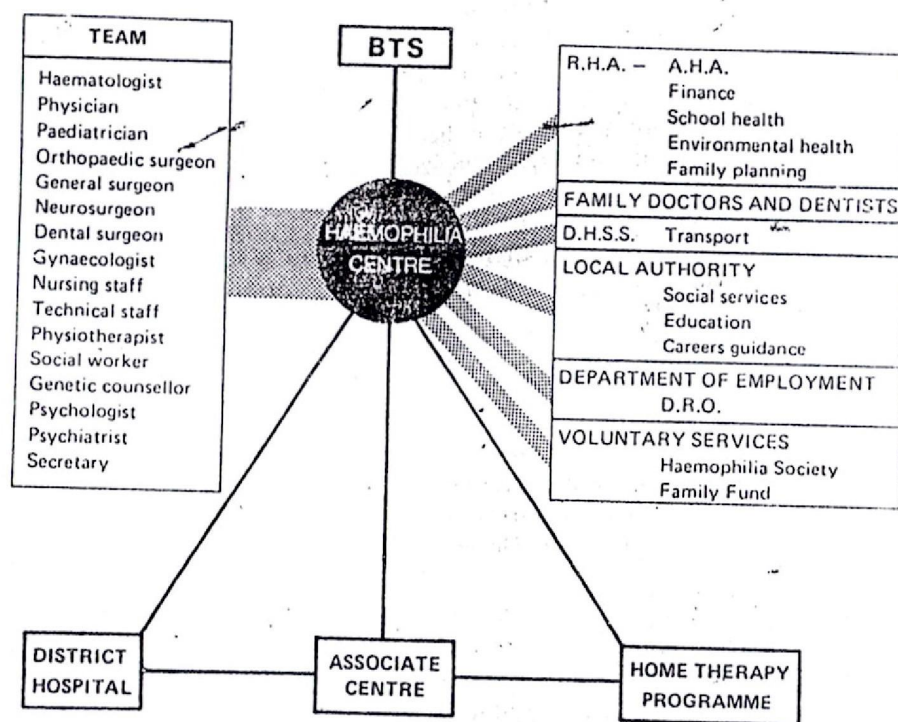 TEAM
Haematologist
Physician
Paediatrician
Orthopaedic surgeon
General surgeon
Neurosurgeon
Dental surgeon
Gynaecologist
Nursing staff
Technical staff
Physiotherapist
Social worker
Genetic counsellor
Psychologist
Psychiatrist
Secretary
BTS
HAEMOPHILIA
CENTRE
R.H.A. – A.H.A.
Finance
School health
Environmental health
Family planning
FAMILY DOCTORS AND DENTISTS
D.H.S.S. Transport
LOCAL AUTHORITY
Social services
Education
Careers guidance
DEPARTMENT OF EMPLOYMENT
D.R.O.
VOLUNTARY SERVICES
Haemophilia Society
Family Fund
DISTRICT
HOSPITAL
ASSOCIATE
CENTRE
HOME THERAPY
PROGRAMME